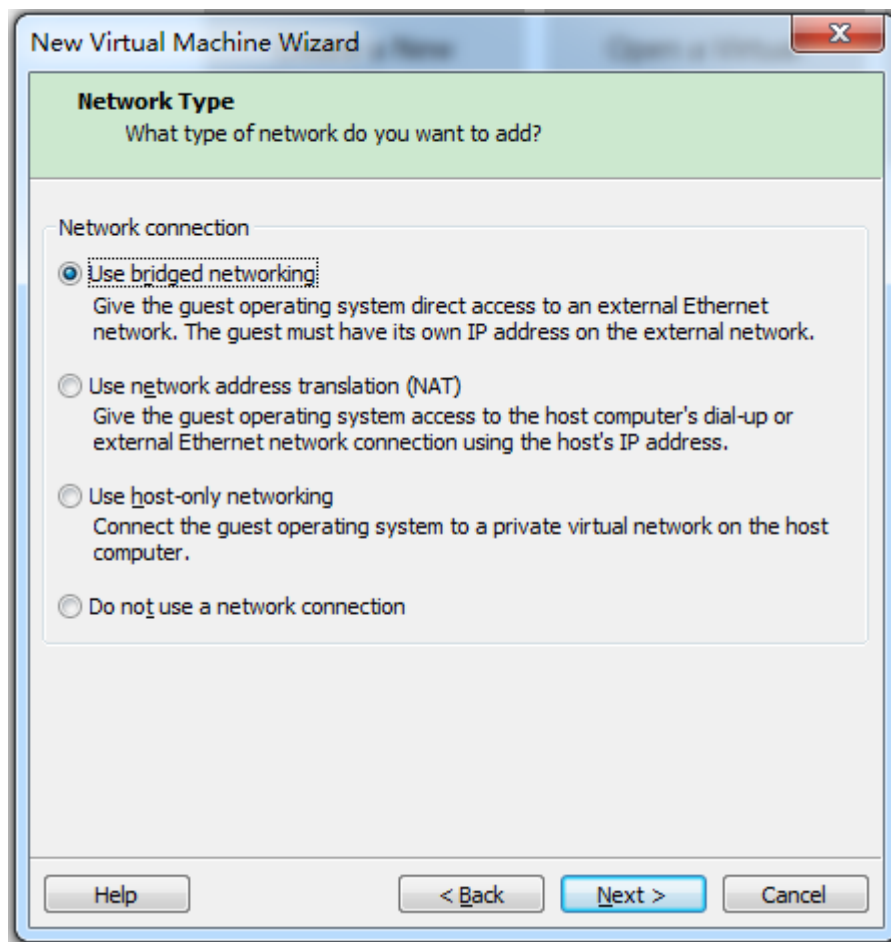 New Virtual Machine Wizard
a New
Open a Virtual
Network Type
What type of network do you want to add?
Network connection
Use bridged networking
Give the guest operating system direct access to an external Ethernet
network. The guest must have its own IP address on the external network.
Use network address translation (NAT)
Give the guest operating system access to the host computer's dial-up or
external Ethernet network connection using the host's IP address.
Use host-only networking
Connect the guest operating system to a private virtual network on the host
computer.
Do not use a network connection
Help
< Back
Next >
Cancel